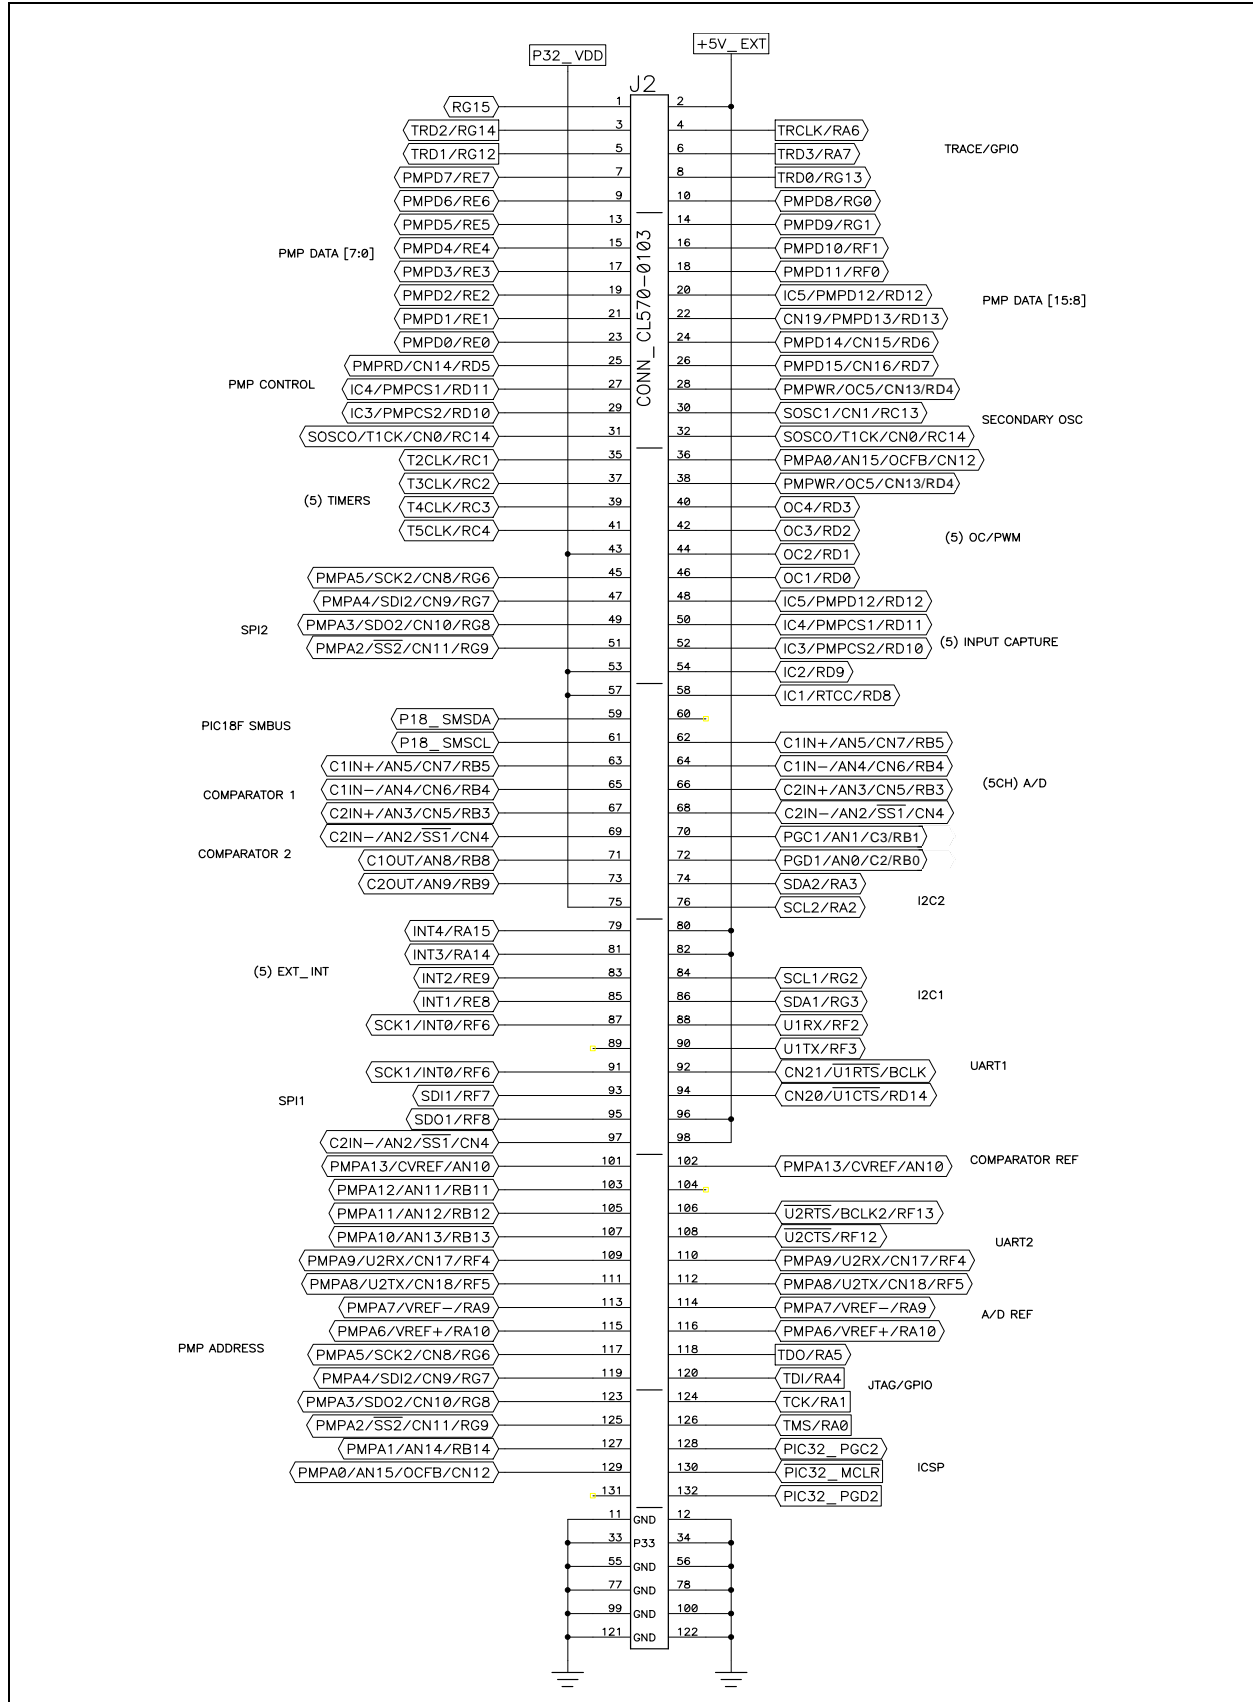 P32_VDD +5V_EXT
J2
RG15 1 2
TRD2/RG14 3 4 TRCLK/RA6
TRD1/RG12 5 6 TRD3/RA7 TRACE/GPIO
PMPD7/RE7 7 8 TRD0/RG13
PMPD6/RE6 9 10 PMPD8/RG0
PMPD5/RE5 13 14 PMPD9/RG1
PMP DATA [7:0] PMPD4/RE4 15 16 PMPD10/RF1
PMPD3/RE3 17 18 PMPD11/RF0
PMPD2/RE2 19 20 IC5/PMPD12/RD12 PMP DATA [15:8]
PMPD1/RE1 21 22 CN19/PMPD13/RD13
PMPD0/RE0 23 24 PMPD14/CN15/RD6
CONN_CL570-0103
PMPRD/CN14/RD5 25 26 PMPD15/CN16/RD7
PMP CONTROL IC4/PMPCS1/RD11 27 28 PMPWR/OC5/CN13/RD4
IC3/PMPCS2/RD10 29 30 SOSC1/CN1/RC13 SECONDARY OSC
SOSCO/T1CK/CN0/RC14 31 32 SOSCO/T1CK/CN0/RC14
T2CLK/RC1 35 36 PMPA0/AN15/OCFB/CN12
T3CLK/RC2 37 38 PMPWR/OC5/CN13/RD4
(5) TIMERS T4CLK/RC3 39 40 OC4/RD3
T5CLK/RC4 41 42 OC3/RD2 (5) OC/PWM
43 44 OC2/RD1
PMPA5/SCK2/CN8/RG6 45 46 OC1/RD0
PMPA4/SDI2/CN9/RG7 47 48 IC5/PMPD12/RD12
SPI2 PMPA3/SDO2/CN10/RG8 49 50 IC4/PMPCS1/RD11
PMPA2/SS2/CN11/RG9 51 52 IC3/PMPCS2/RD10 (5) INPUT CAPTURE
53 54 IC2/RD9
57 58 IC1/RTCC/RD8
PIC18F SMBUS P18_SMSDA 59 60
P18_SMSCL 61 62 C1IN+/AN5/CN7/RB5
C1IN+/AN5/CN7/RB5 63 64 C1IN-/AN4/CN6/RB4
COMPARATOR 1 C1IN-/AN4/CN6/RB4 65 66 C2IN+/AN3/CN5/RB3 (5CH) A/D
C2IN+/AN3/CN5/RB3 67 68 C2IN-/AN2/SS1/CN4
C2IN-/AN2/SS1/CN4 69 70 PGC1/AN1/C3/RB1
COMPARATOR 2 C1OUT/AN8/RB8 71 72 PGD1/AN0/C2/RB0
C2OUT/AN9/RB9 73 74 SDA2/RA3
75 76 SCL2/RA2 I2C2
INT4/RA15 79 80
INT3/RA14 81 82
(5) EXT_INT INT2/RE9 83 84 SCL1/RG2
INT1/RE8 85 86 SDA1/RG3 I2C1
SCK1/INT0/RF6 87 88 U1RX/RF2
89 90 U1TX/RF3
SCK1/INT0/RF6 91 92 CN21/U1RTS/BCLK UART1
SPI1 SDI1/RF7 93 94 CN20/U1CTS/RD14
SDO1/RF8 95 96
C2IN-/AN2/SS1/CN4 97 98
PMPA13/CVREF/AN10 101 102 PMPA13/CVREF/AN10 COMPARATOR REF
PMPA12/AN11/RB11 103 104
PMPA11/AN12/RB12 105 106 U2RTS/BCLK2/RF13
PMPA10/AN13/RB13 107 108 U2CTS/RF12 UART2
PMPA9/U2RX/CN17/RF4 109 110 PMPA9/U2RX/CN17/RF4
PMPA8/U2TX/CN18/RF5 111 112 PMPA8/U2TX/CN18/RF5
PMPA7/VREF-/RA9 113 114 PMPA7/VREF-/RA9 A/D REF
PMPA6/VREF+/RA10 115 116 PMPA6/VREF+/RA10
PMP ADDRESS PMPA5/SCK2/CN8/RG6 117 118 TDO/RA5
PMPA4/SDI2/CN9/RG7 119 120 TDI/RA4 JTAG/GPIO
PMPA3/SDO2/CN10/RG8 123 124 TCK/RA1
PMPA2/SS2/CN11/RG9 125 126 TMS/RA0
PMPA1/AN14/RB14 127 128 PIC32_PGC2
PMPA0/AN15/OCFB/CN12 129 130 PIC32_MCLR ICSP
131 132 PIC32_PGD2
11 GND 12
33 P33 34
55 GND 56
77 GND 78
99 GND 100
121 GND 122